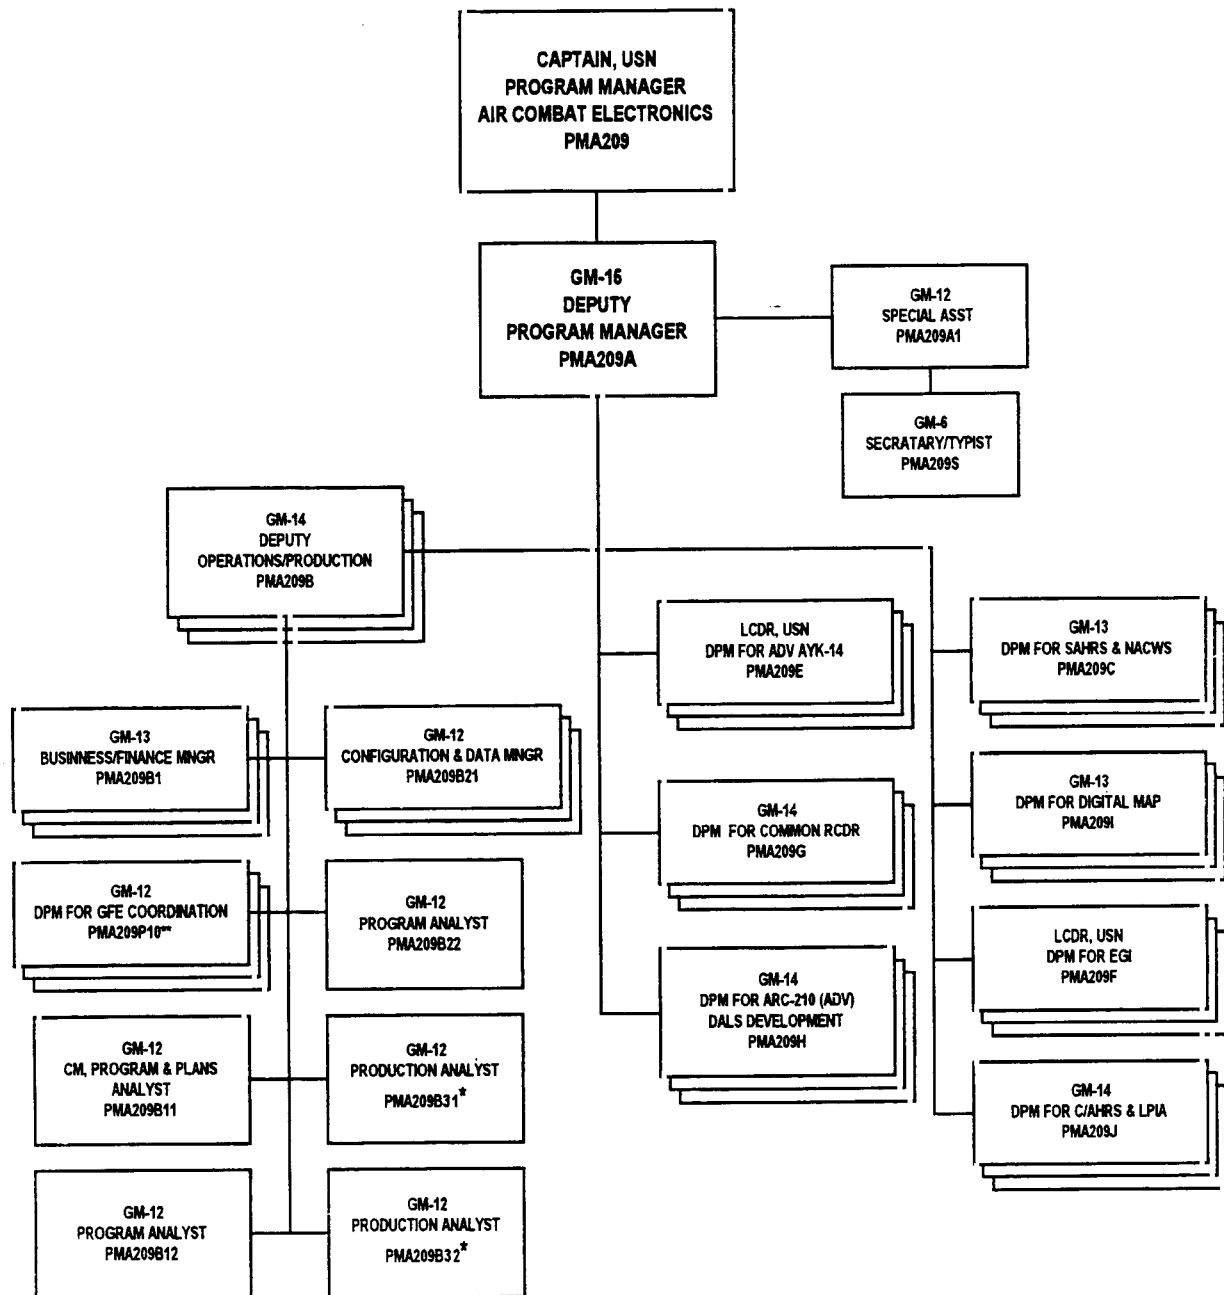 CAPTAIN, USN
PROGRAM MANAGER
AIR COMBAT ELECTRONICS
PMA209
GM-15
DEPUTY
PROGRAM MANAGER
PMA209A
GM-12
SPECIAL ASST
PMA209A1
GM-6
SECRATARY/TYPIST
PMA209S
GM-14
DEPUTY
OPERATIONS/PRODUCTION
PMA209B
LCDR, USN
DPM FOR ADV AYK-14
PMA209E
GM-13
DPM FOR SAHRS & NACWS
PMA209C
GM-13
BUSINNESS/FINANCE MNGR
PMA209B1
GM-12
CONFIGURATION & DATA MNGR
PMA209B21
GM-14
DPM FOR COMMON RCDR
PMA209G
GM-13
DPM FOR DIGITAL MAP
PMA209I
GM-12
DPM FOR GFE COORDINATION
PMA209P10**
GM-12
PROGRAM ANALYST
PMA209B22
GM-14
DPM FOR ARC-210 (ADV)
DALS DEVELOPMENT
PMA209H
LCDR, USN
DPM FOR EGI
PMA209F
GM-12
CM, PROGRAM & PLANS
ANALYST
PMA209B11
GM-12
PRODUCTION ANALYST
PMA209B31*
GM-14
DPM FOR C/AHRS & LPIA
PMA209J
GM-12
PROGRAM ANALYST
PMA209B12
GM-12
PRODUCTION ANALYST
PMA209B32*